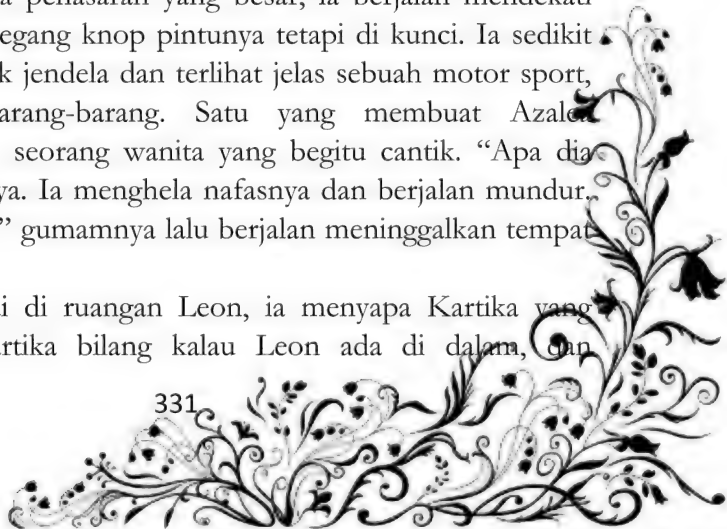 penasaran yang besar, ia berjalan mendekati
egang knop pintunya tetapi di kunci. Ia sedikit
k jendela dan terlihat jelas sebuah motor sport,
arang-barang. Satu yang membuat Azalea
seorang wanita yang begitu cantik. “Apa dia
ya. Ia menghela nafasnya dan berjalan mundur.
” gumamnya lalu berjalan meninggalkan tempat
i di ruangan Leon, ia menyapa Kartika yang
artika bilang kalau Leon ada di dalam, dan
331